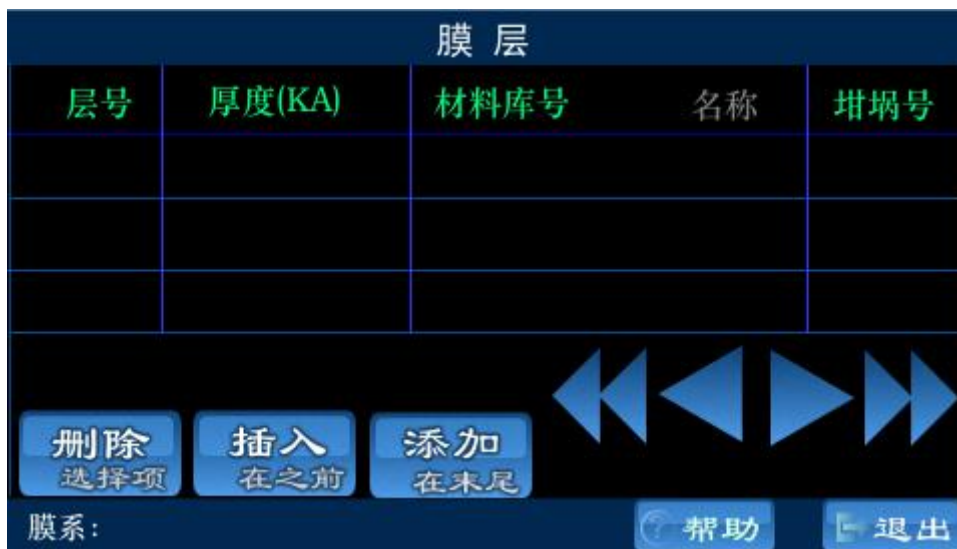 膜 层
层号 厚度(KA) 材料库号 名称 坩埚号
删除 插入 添加
选择项 在之前 在末尾
膜系: 帮助 退出